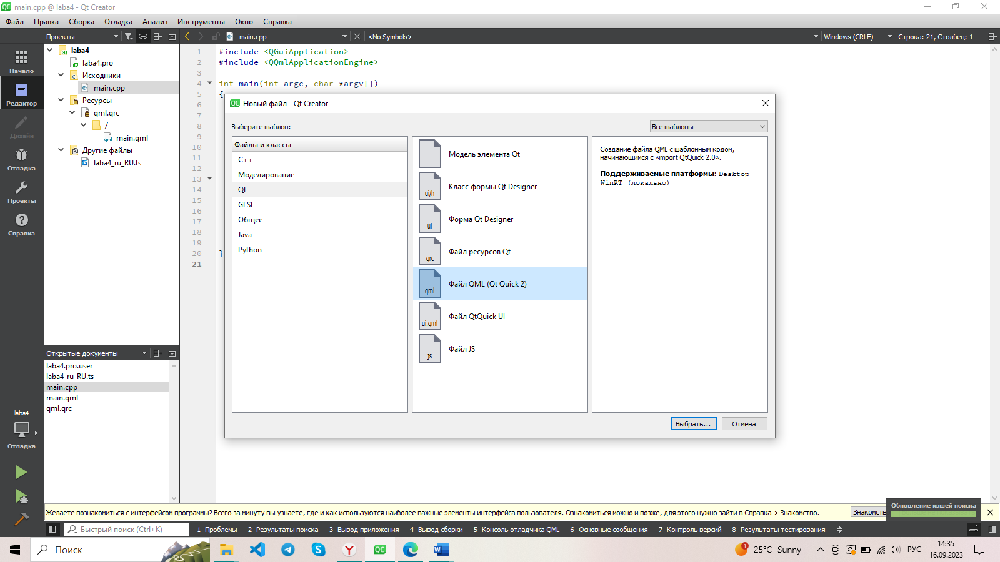 main.cpp @ laba4 - Qt Creator
Файл Правка Сборка Отладка Анализ Инструменты Окно Справка
Проекты
main.cpp
<No Symbols>
Windows (CRLF)
Строка: 21, Столбец: 1
Начало
Редактор
Дизайн
Отладка
Проекты
Справка
laba4
laba4.pro
Исходники
main.cpp
Ресурсы
qml.qrc
/
main.qml
Другие файлы
laba4_ru_RU.ts
1 #include <QGuiApplication>
2 #include <QQmlApplicationEngine>
3
4 int main(int argc, char *argv[])
5 {
6
7
8
9
10
11
12
13
14
15
16
17
18
19
20 }
21
Новый файл - Qt Creator
Выберите шаблон:
Все шаблоны
Файлы и классы
C++
Моделирование
Qt
GLSL
Общее
Java
Python
Модель элемента Qt
ui/h Класс формы Qt Designer
ui Форма Qt Designer
qrc Файл ресурсов Qt
qml Файл QML (Qt Quick 2)
ui.qml Файл QtQuick UI
js Файл JS
Создание файла QML с шаблонным кодом,
начинающимся с «import QtQuick 2.0».
Поддерживаемые платформы: Desktop
WinRT (локально)
Выбрать...
Отмена
Открытые документы
laba4.pro.user
laba4_ru_RU.ts
main.cpp
main.qml
qml.qrc
laba4
Отладка
Желаете познакомиться с интерфейсом программы? Всего за минуту вы узнаете, где и как используются наиболее важные элементы интерфейса пользователя. Ознакомиться можно и позже, для этого нужно зайти в Справка > Знакомство.
Знакомств
Обновление кэшей поиска
Быстрый поиск (Ctrl+K)
1 Проблемы
2 Результаты поиска
3 Вывод приложения
4 Вывод сборки
5 Консоль отладчика QML
6 Основные сообщения
7 Контроль версий
8 Результаты тестирования
Поиск
1
25°C Sunny
РУС
14:35
16.09.2023